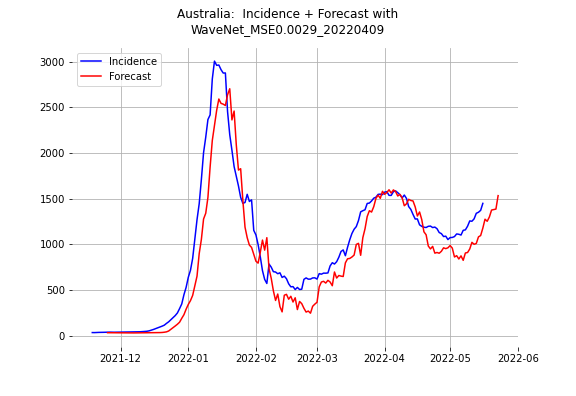 Australia:  Incidence + Forecast with
WaveNet_MSE0.0029_20220409
Incidence
Forecast
3000
2500
2000
1500
1000
500
0
2021-12 2022-01 2022-02 2022-03 2022-04 2022-05 2022-06